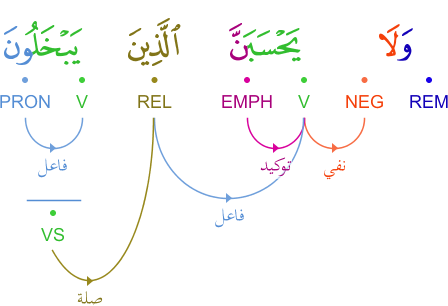 وَلَا يَحْسَبَنَّ ٱلَّذِينَ يَبْخَلُونَ
PRON V REL EMPH V NEG REM
فاعل توكيد نفي
فاعل
VS
صلة